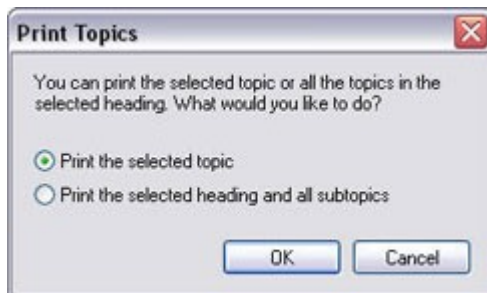 Print Topics
You can print the selected topic or all the topics in the
selected heading. What would you like to do?
Print the selected topic
Print the selected heading and all subtopics
OK Cancel